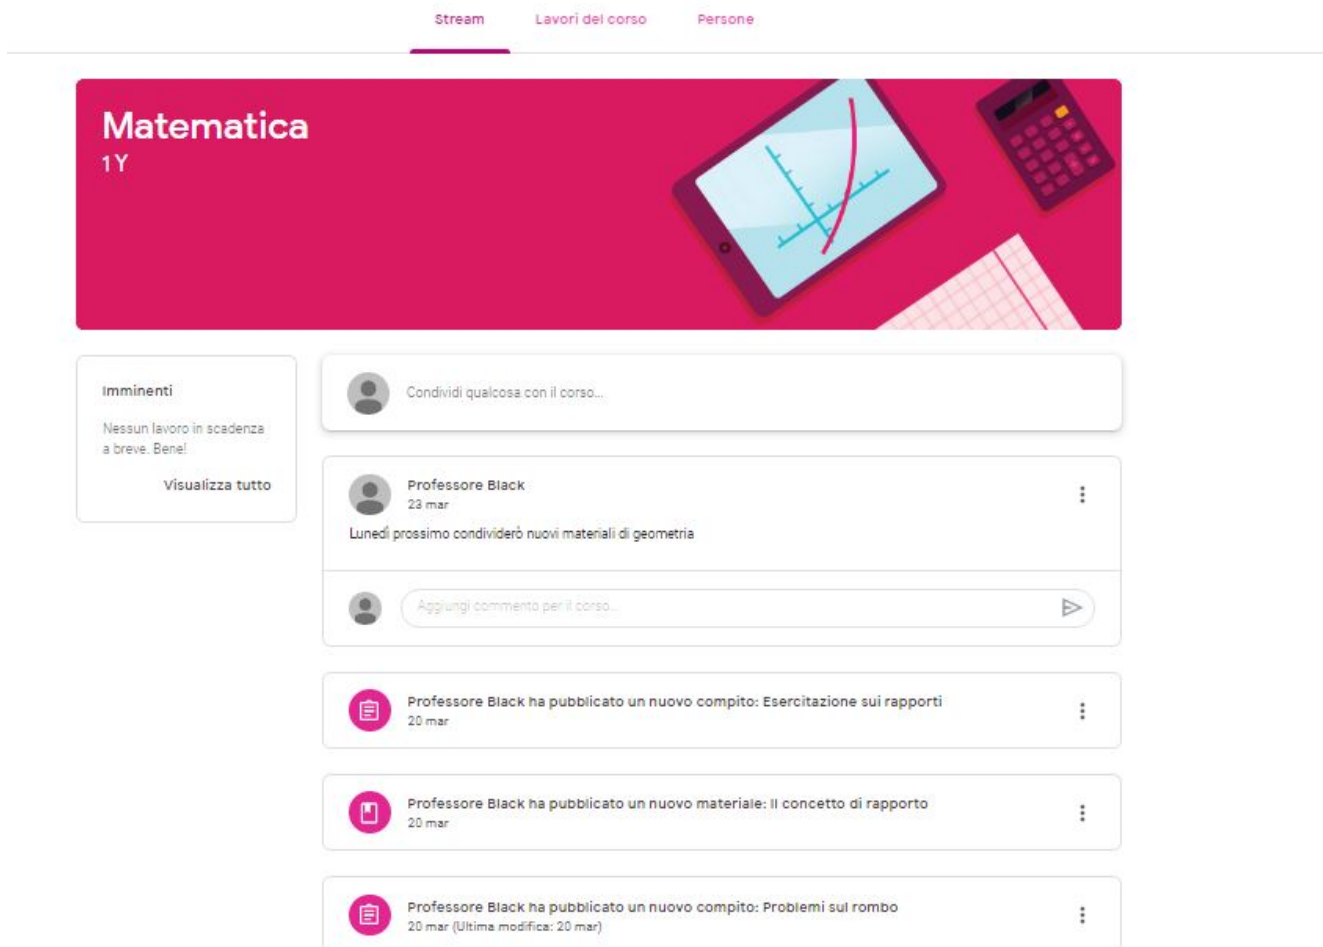 Stream
Lavori del corso
Persone
Matematica
1 Y
Imminenti
Nessun lavoro in scadenza
a breve. Bene!
Visualizza tutto
Condividi qualcosa con il corso...
Professore Black
23 mar
Lunedì prossimo condividerò nuovi materiali di geometria
Aggiungi commento per il corso...
Professore Black ha pubblicato un nuovo compito: Esercitazione sui rapporti
20 mar
Professore Black ha pubblicato un nuovo materiale: Il concetto di rapporto
20 mar
Professore Black ha pubblicato un nuovo compito: Problemi sul rombo
20 mar (Ultima modifica: 20 mar)